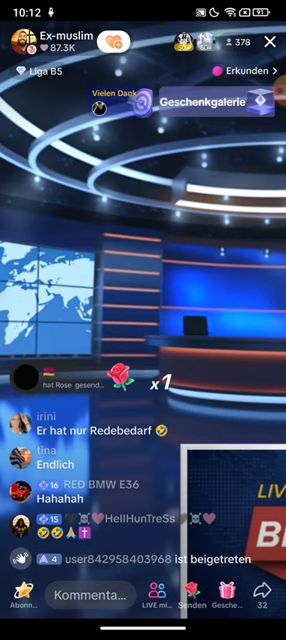 10:12
91
Ex-muslim
87.3K
378
Liga B5
Erkunden
Vielen Dank
Geschenkgalerie
hat Rose gesend...
x1
irini
Er hat nur Redebedarf 🤣
tina
Endlich
16 RED BMW E36
Hahahah
15 🖤☠️💗HellHunTreSs🖤☠️💗
🤣🤣🙏🏼✝️
4 user842958403968 ist beigetreten
LIV
B
Abonn...
Kommenta...
LIVE mi...
Senden
Gesche...
32